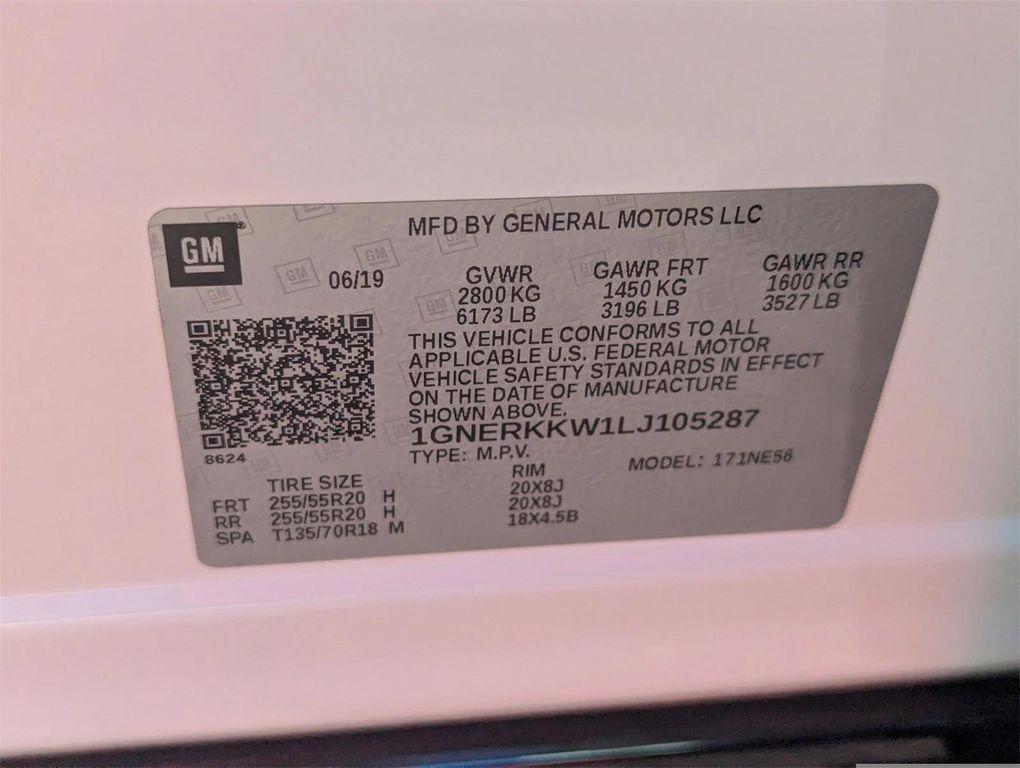 GM
MFD BY GENERAL MOTORS LLC
06/19
GVWR GAWR FRT GAWR RR
2800 KG 1450 KG 1600 KG
6173 LB 3196 LB 3527 LB
THIS VEHICLE CONFORMS TO ALL
APPLICABLE U.S. FEDERAL MOTOR
VEHICLE SAFETY STANDARDS IN EFFECT
ON THE DATE OF MANUFACTURE
SHOWN ABOVE.
1GNERKKW1LJ105287
8624
TYPE: M.P.V. MODEL: 171NE56
TIRE SIZE RIM
FRT 255/55R20 H 20X8J
RR 255/55R20 H 20X8J
SPA T135/70R18 M 18X4.5B